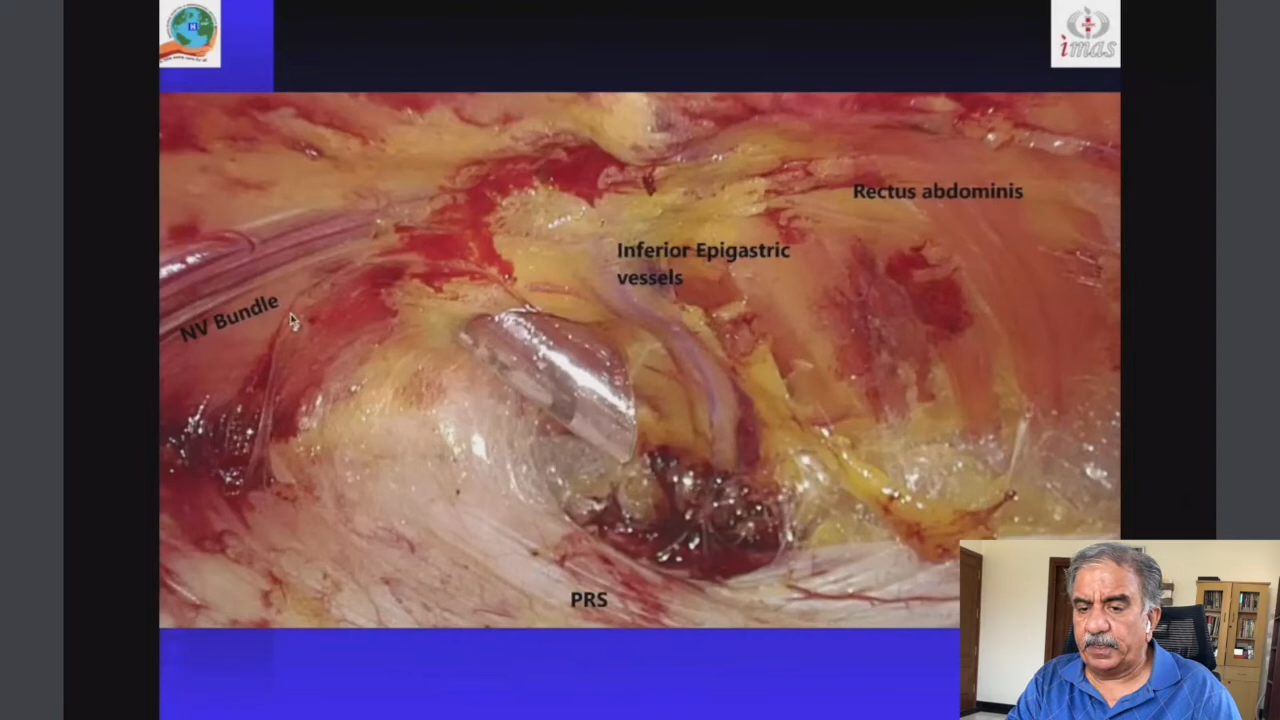 H
imas
Rectus abdominis
Inferior Epigastric
vessels
NV Bundle
PRS